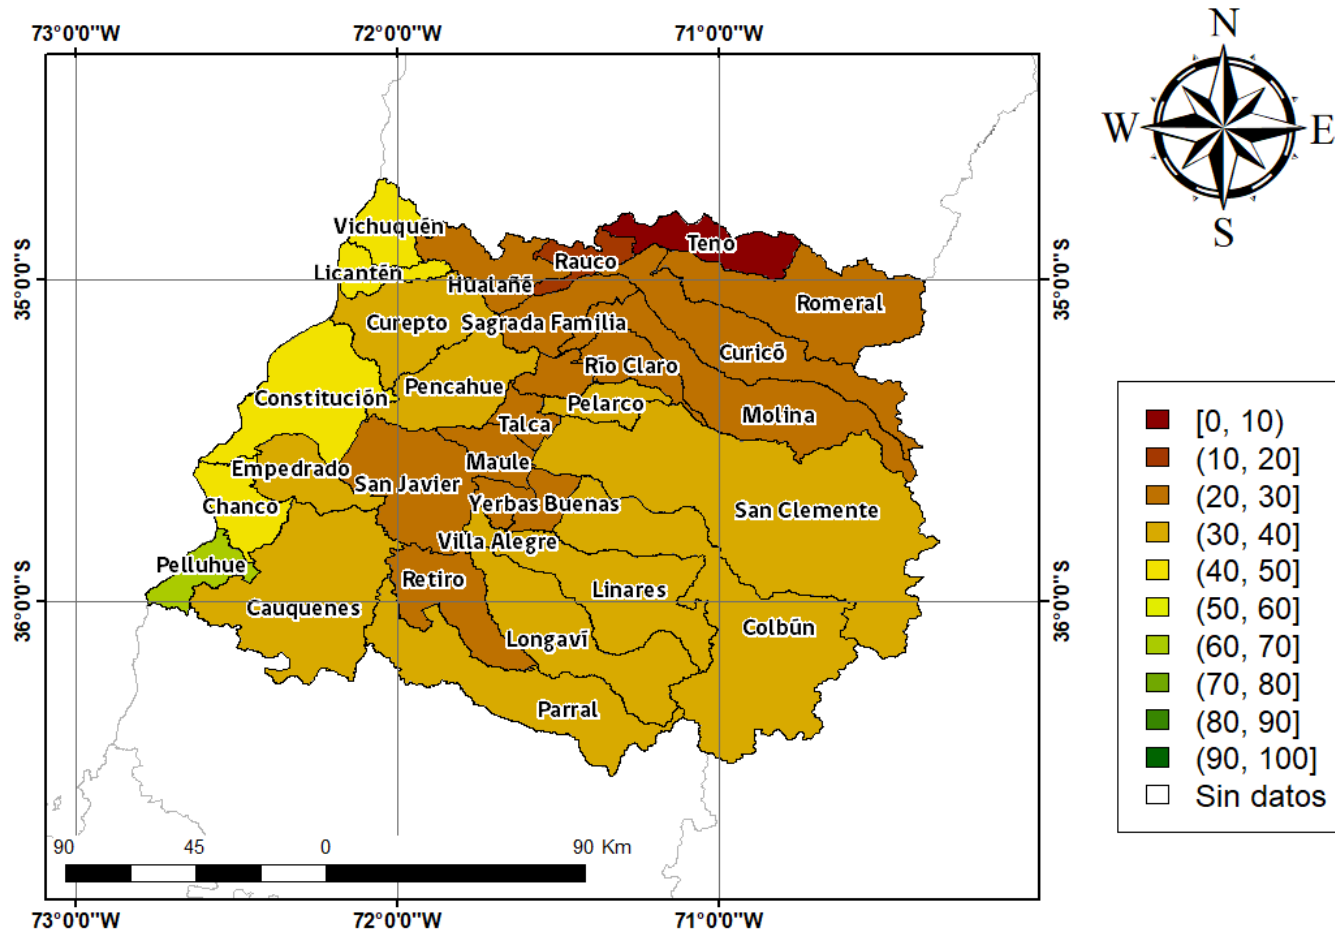 73°0'0"W 72°0'0"W 71°0'0"W
N
W E
S
35°0'0"S 35°0'0"S
36°0'0"S 36°0'0"S
Vichuquén
Teno
Licantén
Rauco
Hualañé
Romeral
Curepto
Sagrada Familia
Curicó
Río Claro
Pencahue
Constitución
Pelarco
Molina
Talca
Maule
Empedrado
San Javier
Chanco
Yerbas Buenas
San Clemente
Villa Alegre
Pelluhue
Retiro
Linares
Cauquenes
Colbún
Longaví
Parral
90 45 0 90 Km
73°0'0"W 72°0'0"W 71°0'0"W
[0, 10)
(10, 20]
(20, 30]
(30, 40]
(40, 50]
(50, 60]
(60, 70]
(70, 80]
(80, 90]
(90, 100]
Sin datos